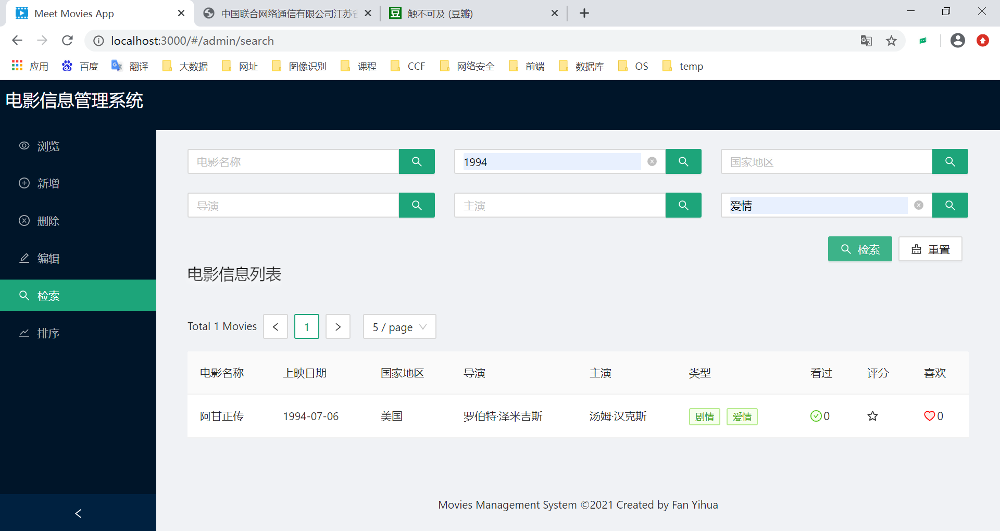 Meet Movies App
中国联合网络通信有限公司江苏省
触不可及 (豆瓣)
localhost:3000/#/admin/search
应用 百度 翻译 大数据 网址 图像识别 课程 CCF 网络安全 前端 数据库 OS temp
电影信息管理系统
浏览
新增
删除
编辑
检索
排序
电影名称 1994 国家地区
导演 主演 爱情
检索 重置
电影信息列表
Total 1 Movies 1 5 / page
电影名称 上映日期 国家地区 导演 主演 类型 看过 评分 喜欢
阿甘正传 1994-07-06 美国 罗伯特·泽米吉斯 汤姆·汉克斯 剧情 爱情 0 0
Movies Management System ©2021 Created by Fan Yihua